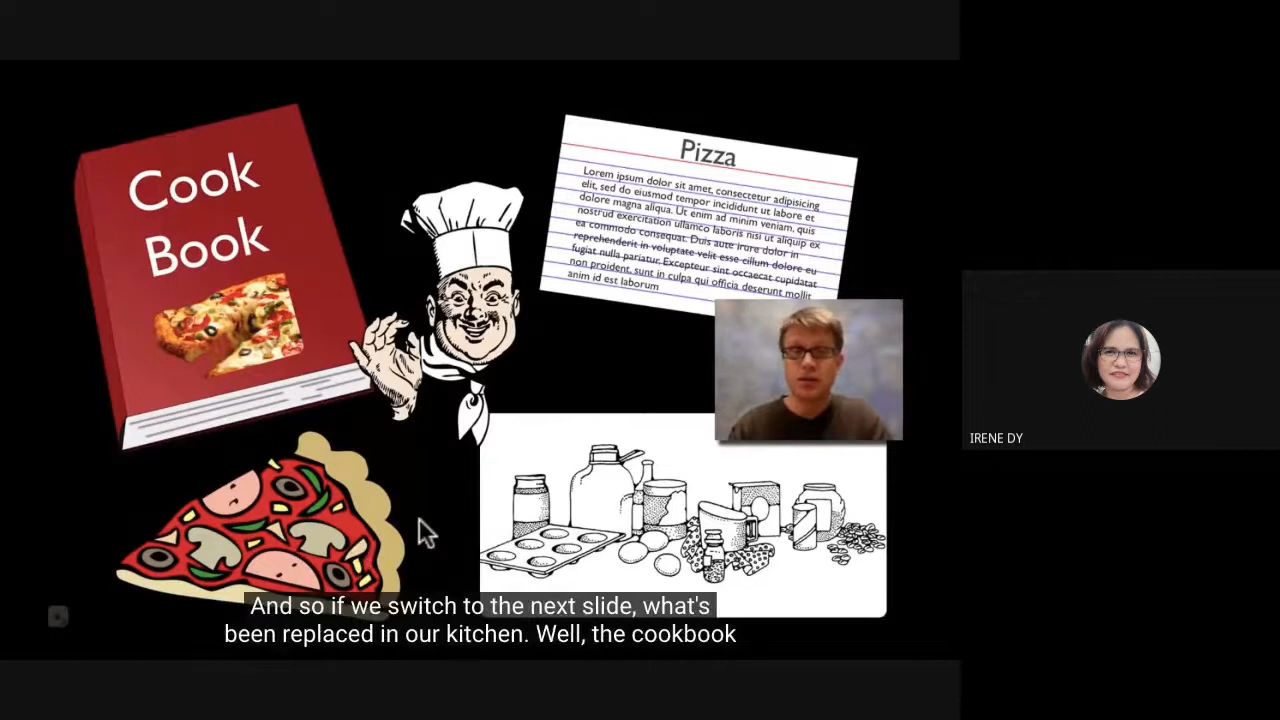 Cook
Book
Pizza
Lorem ipsum dolor sit amet, consectetur adipisicing
elit, sed do eiusmod tempor incididunt ut labore et
dolore magna aliqua. Ut enim ad minim veniam, quis
nostrud exercitation ullamco laboris nisi ut aliquip ex
ea commodo consequat. Duis aute irure dolor in
reprehenderit in voluptate velit esse cillum dolore eu
fugiat nulla pariatur. Excepteur sint occaecat cupidatat
non proident, sunt in culpa qui officia deserunt mollit
anim id est laborum
IRENE DY
And so if we switch to the next slide, what's
been replaced in our kitchen. Well, the cookbook